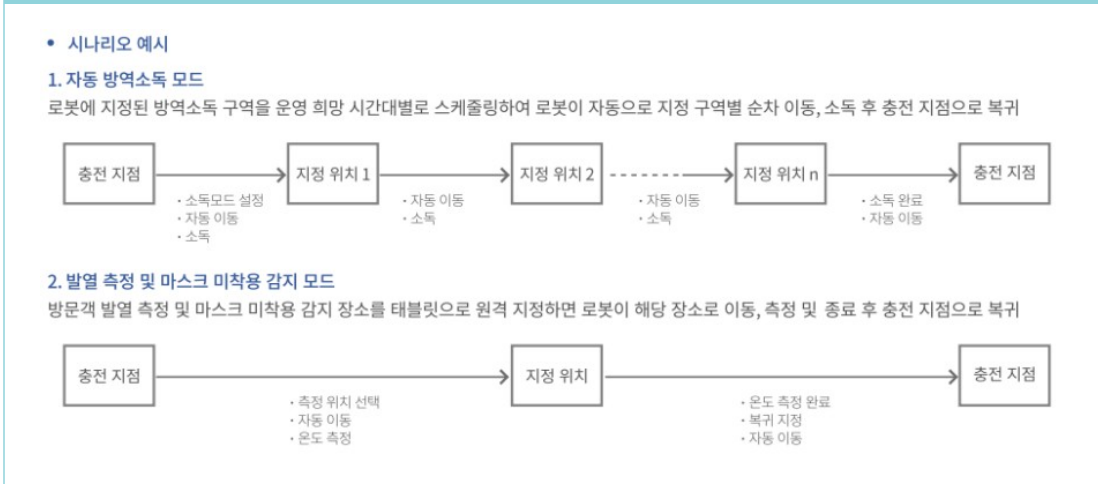 • 시나리오 예시
1. 자동 방역소독 모드
로봇에 지정된 방역소독 구역을 운영 희망 시간대별로 스케줄링하여 로봇이 자동으로 지정 구역별 순차 이동, 소독 후 충전 지점으로 복귀
충전 지점
지정 위치 1
지정 위치 2
지정 위치 n
충전 지점
· 소독모드 설정
· 자동 이동
· 소독
· 자동 이동
· 소독
· 자동 이동
· 소독
· 소독 완료
· 자동 이동
2. 발열 측정 및 마스크 미착용 감지 모드
방문객 발열 측정 및 마스크 미착용 감지 장소를 태블릿으로 원격 지정하면 로봇이 해당 장소로 이동, 측정 및 종료 후 충전 지점으로 복귀
충전 지점
지정 위치
충전 지점
· 측정 위치 선택
· 자동 이동
· 온도 측정
· 온도 측정 완료
· 복귀 지정
· 자동 이동